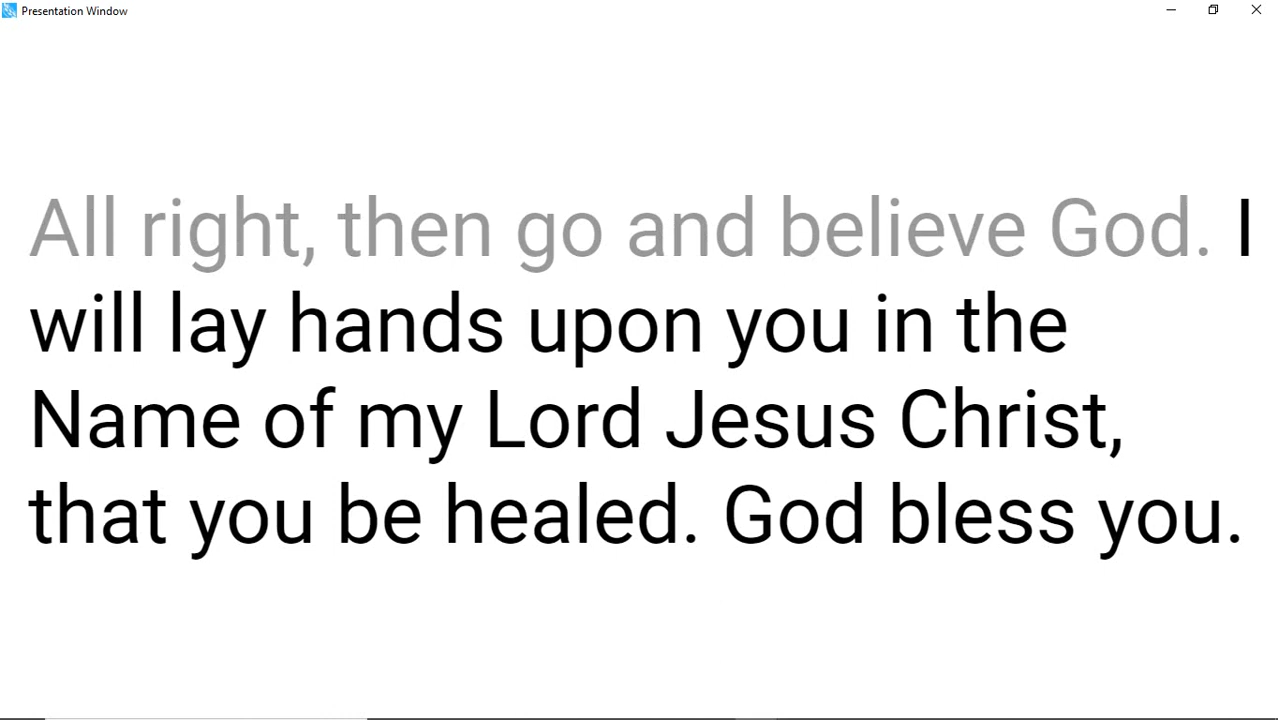 Presentation Window
All right, then go and believe God. I
will lay hands upon you in the
Name of my Lord Jesus Christ,
that you be healed. God bless you.